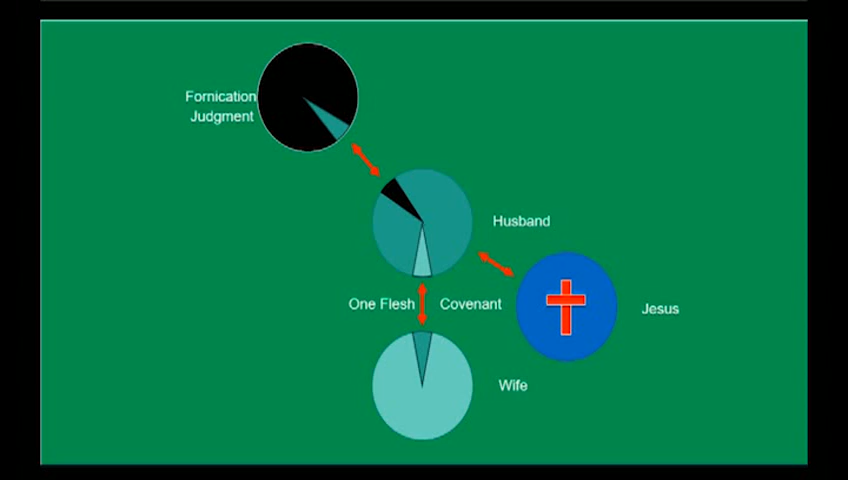 Fornication
Judgment
Husband
One Flesh
Covenant
Jesus
Wife